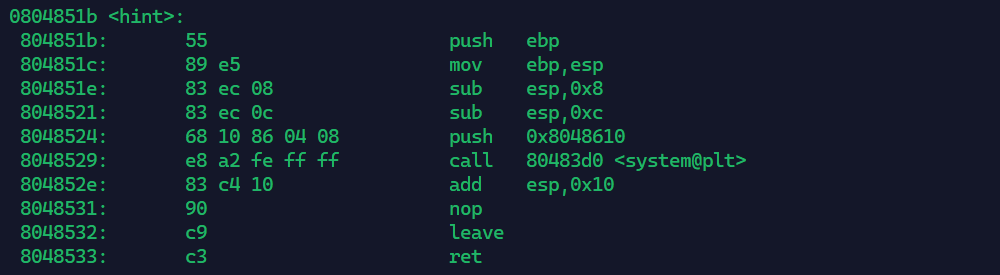 0804851b <hint>:
804851b: 55 push ebp
804851c: 89 e5 mov ebp,esp
804851e: 83 ec 08 sub esp,0x8
8048521: 83 ec 0c sub esp,0xc
8048524: 68 10 86 04 08 push 0x8048610
8048529: e8 a2 fe ff ff call 80483d0 <system@plt>
804852e: 83 c4 10 add esp,0x10
8048531: 90 nop
8048532: c9 leave
8048533: c3 ret